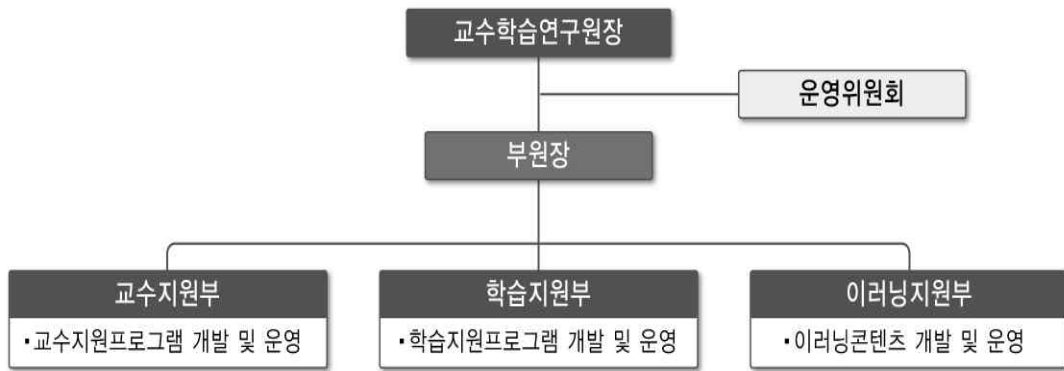 교수학습연구원장
운영위원회
부원장
교수지원부
▪교수지원프로그램 개발 및 운영
학습지원부
▪학습지원프로그램 개발 및 운영
이러닝지원부
▪이러닝콘텐츠 개발 및 운영